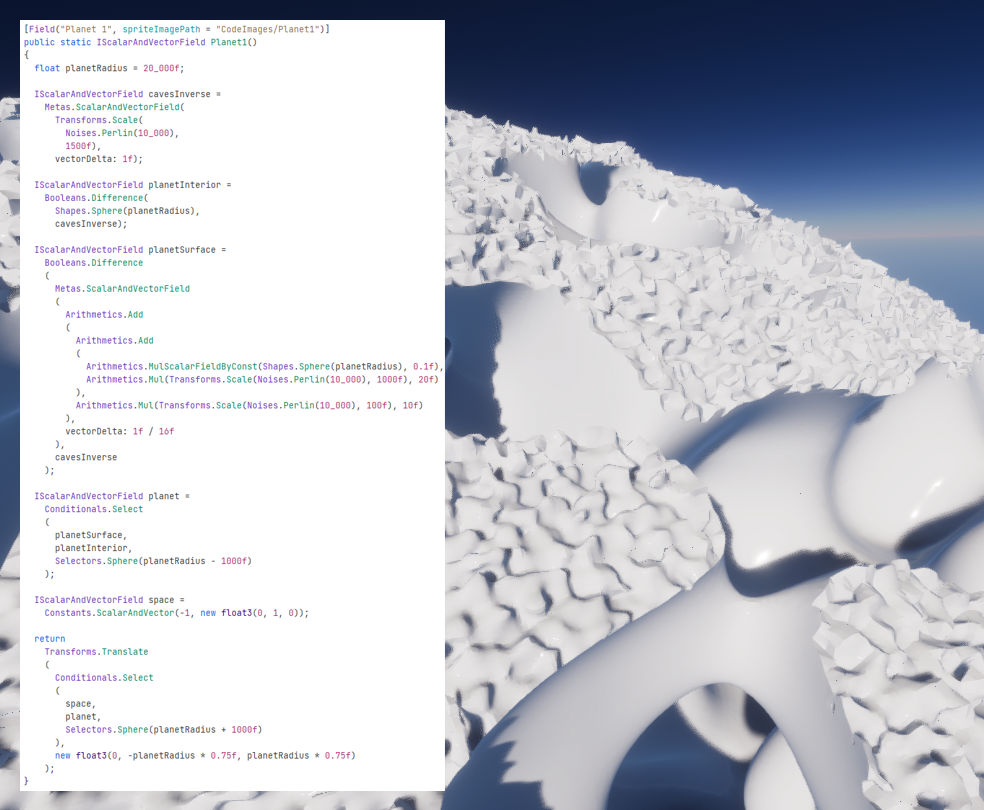 [Field("Planet 1", spriteImagePath = "CodeImages/Planet1")]
public static IScalarAndVectorField Planet1()
{
  float planetRadius = 20_000f;

  IScalarAndVectorField cavesInverse =
    Metas.ScalarAndVectorField(
      Transforms.Scale(
        Noises.Perlin(10_000),
        1500f),
      vectorDelta: 1f);

  IScalarAndVectorField planetInterior =
    Booleans.Difference(
      Shapes.Sphere(planetRadius),
      cavesInverse);

  IScalarAndVectorField planetSurface =
    Booleans.Difference
    (
      Metas.ScalarAndVectorField
      (
        Arithmetics.Add
        (
          Arithmetics.Add
          (
            Arithmetics.MulScalarFieldByConst(Shapes.Sphere(planetRadius), 0.1f),
            Arithmetics.Mul(Transforms.Scale(Noises.Perlin(10_000), 1000f), 20f)
          ),
          Arithmetics.Mul(Transforms.Scale(Noises.Perlin(10_000), 100f), 10f)
        ),
        vectorDelta: 1f / 16f
      ),
      cavesInverse
    );

  IScalarAndVectorField planet =
    Conditionals.Select
    (
      planetSurface,
      planetInterior,
      Selectors.Sphere(planetRadius - 1000f)
    );

  IScalarAndVectorField space =
    Constants.ScalarAndVector(-1, new float3(0, 1, 0));

  return
    Transforms.Translate
    (
      Conditionals.Select
      (
        space,
        planet,
        Selectors.Sphere(planetRadius + 1000f)
      ),
      new float3(0, -planetRadius * 0.75f, planetRadius * 0.75f)
    );
}